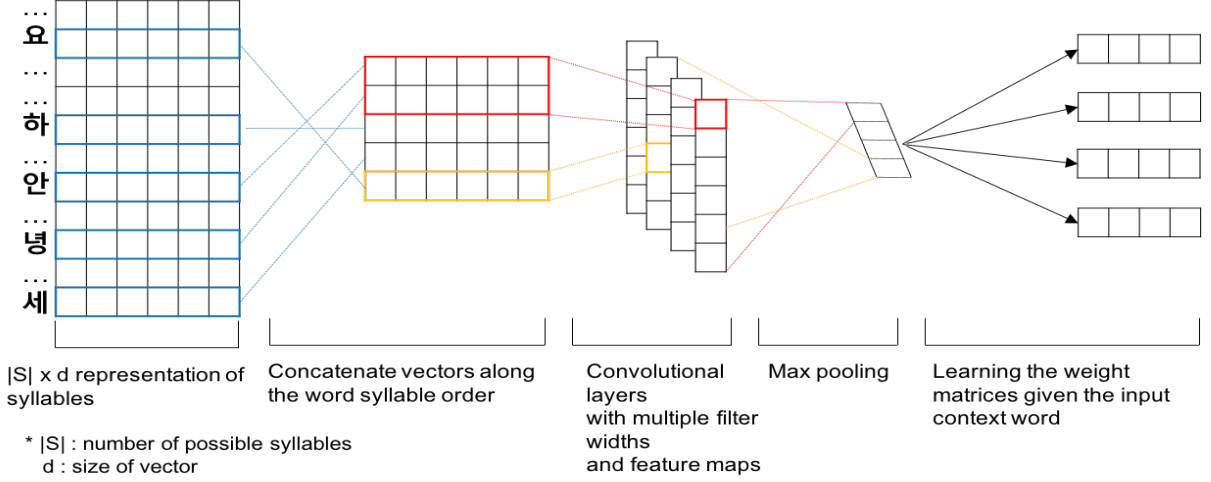 ...
요
...
...
하
...
안
...
녕
...
세
|S| x d representation of
syllables
* |S| : number of possible syllables
d : size of vector
Concatenate vectors along
the word syllable order
Convolutional
layers
with multiple filter
widths
and feature maps
Max pooling
Learning the weight
matrices given the input
context word